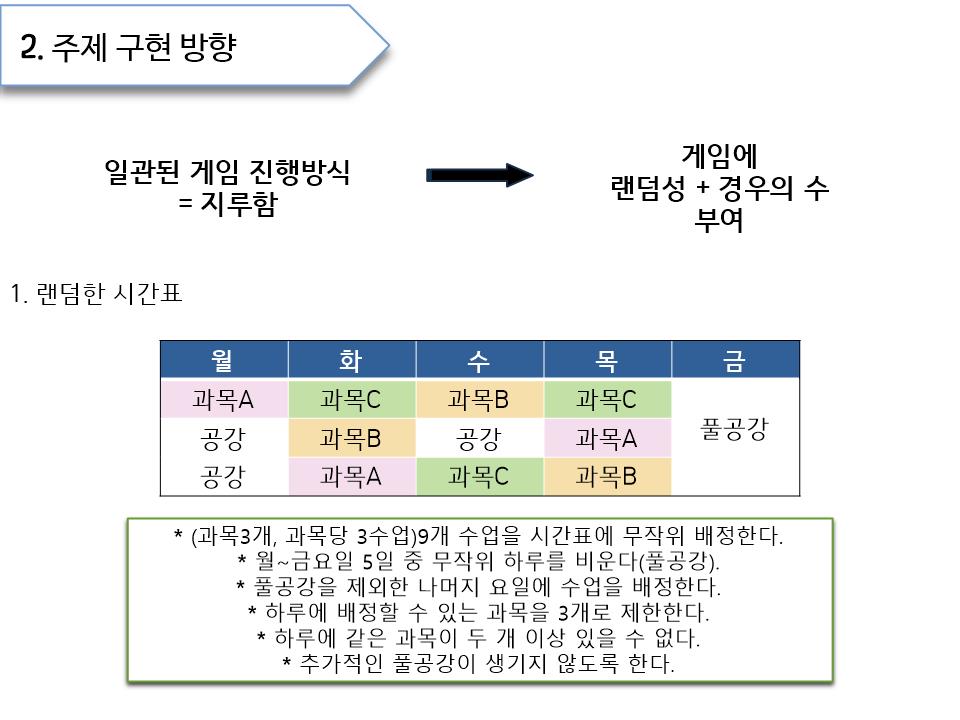 2. 주제 구현 방향
일관된 게임 진행방식
= 지루함
게임에
랜덤성 + 경우의 수
부여
1. 랜덤한 시간표
월 화 수 목 금
과목A 과목C 과목B 과목C
풀공강
공강 과목B 공강 과목A
공강 과목A 과목C 과목B
* (과목3개, 과목당 3수업)9개 수업을 시간표에 무작위 배정한다.
* 월~금요일 5일 중 무작위 하루를 비운다(풀공강).
* 풀공강을 제외한 나머지 요일에 수업을 배정한다.
* 하루에 배정할 수 있는 과목을 3개로 제한한다.
* 하루에 같은 과목이 두 개 이상 있을 수 없다.
* 추가적인 풀공강이 생기지 않도록 한다.